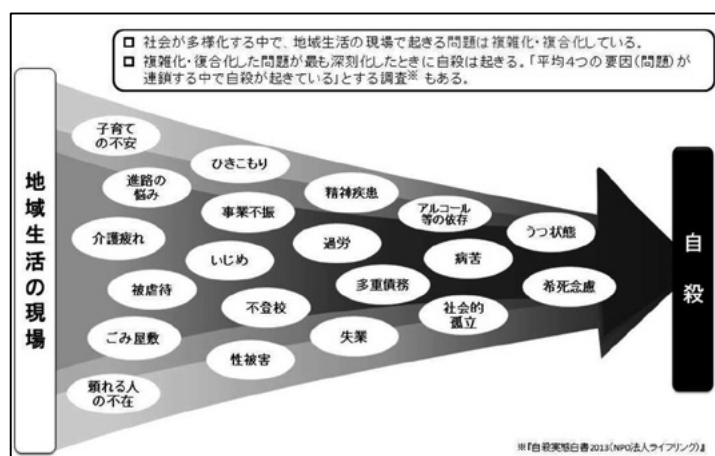 □ 社会が多様化する中で、地域生活の現場で起きる問題は複雑化・複合化している。
□ 複雑化・復合化した問題が最も深刻化したときに自殺は起きる。「平均4つの要因(問題)が
連鎖する中で自殺が起きている」とする調査※ もある。
地域生活の現場
子育て
の不安
ひきこもり
進路の
悩み
精神疾患
事業不振
アルコール
等の依存
うつ状態
介護疲れ
過労
いじめ
病苦
被虐待
多重債務
希死念慮
不登校
社会的
孤立
ごみ屋敷
失業
性被害
頼れる人
の不在
自殺
※『自殺実態白書2013(NPO法人ライフリング)』